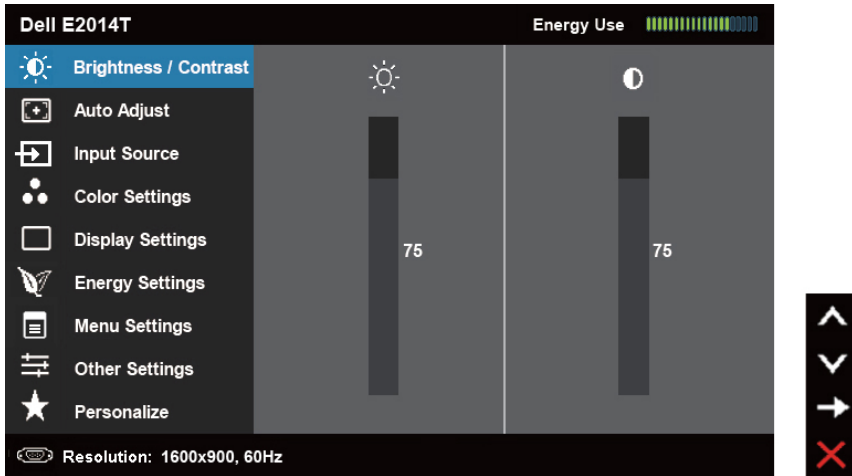 Dell E2014T
Energy Use
Brightness / Contrast
Auto Adjust
Input Source
Color Settings
Display Settings
Energy Settings
Menu Settings
Other Settings
Personalize
75
75
Resolution: 1600x900, 60Hz